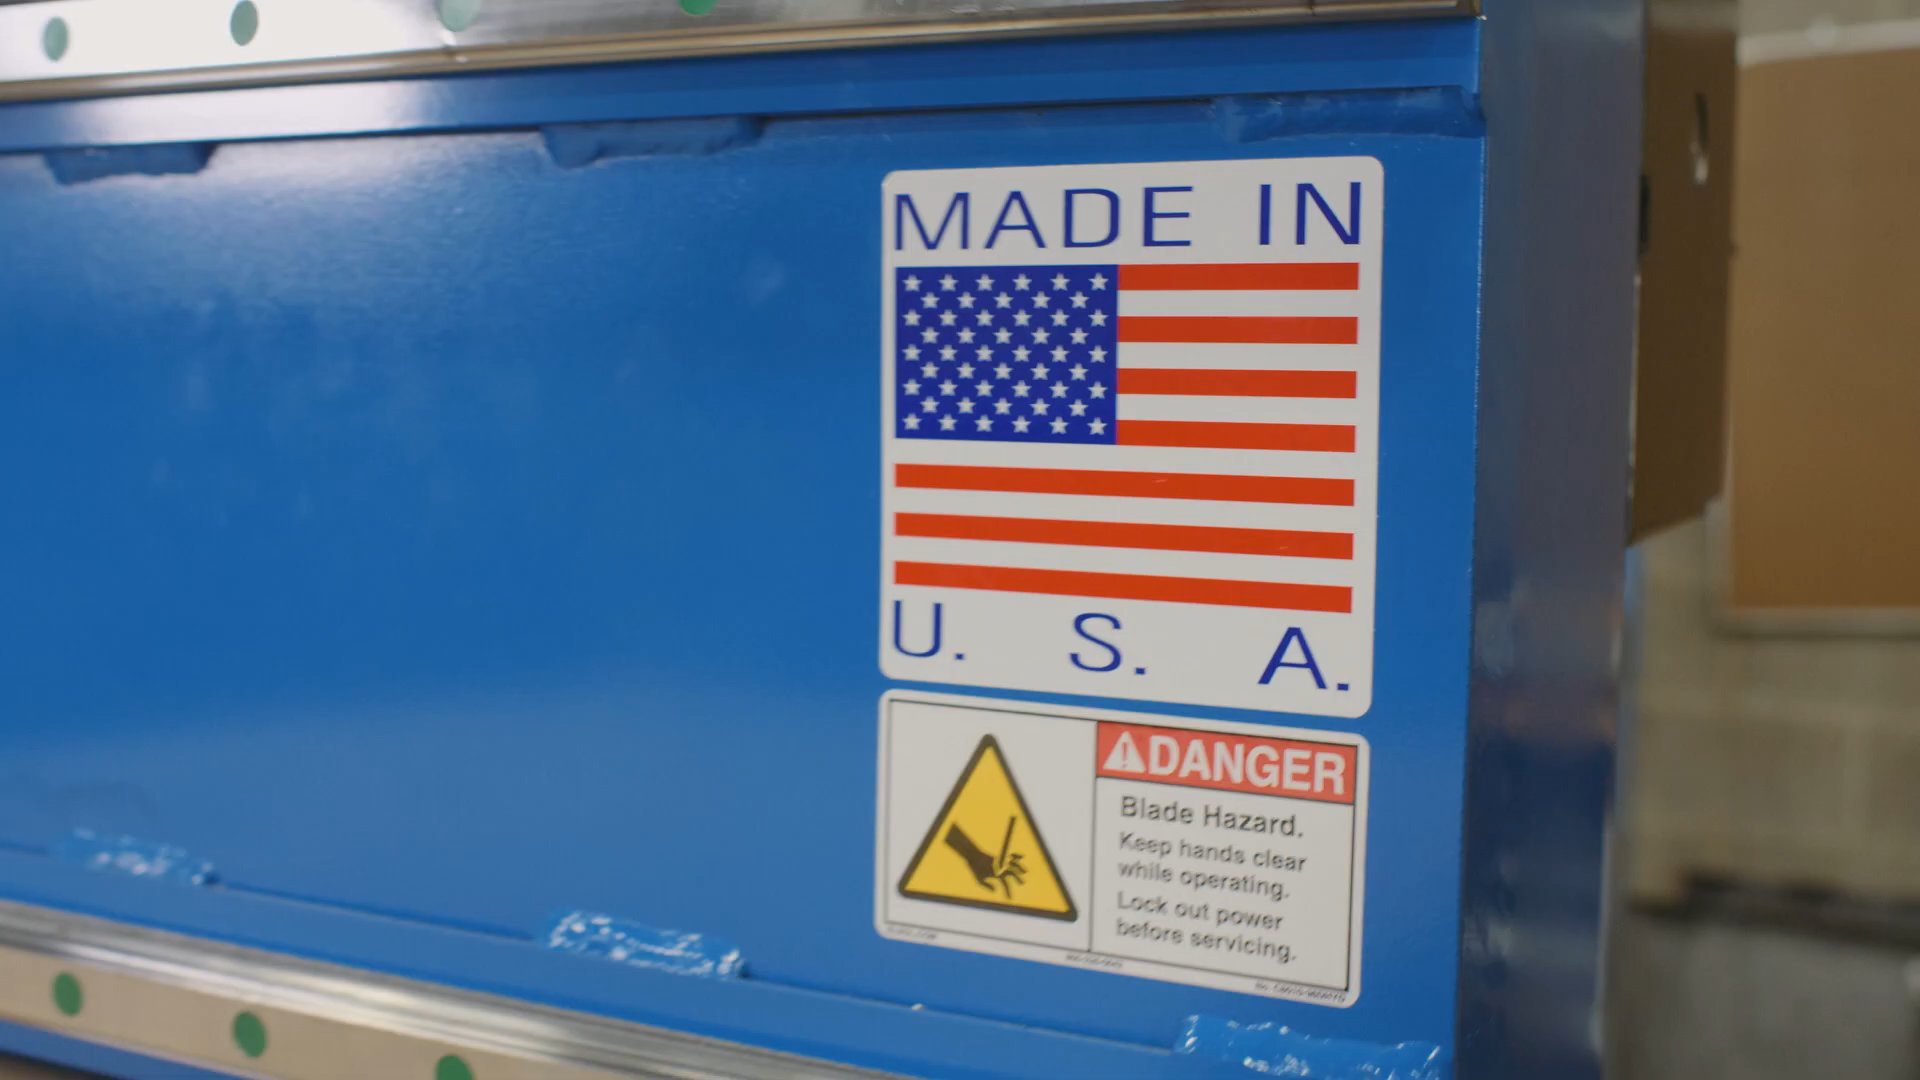 MADE IN
U. S. A.
DANGER
Blade Hazard.
Keep hands clear
while operating.
Lock out power
before servicing.